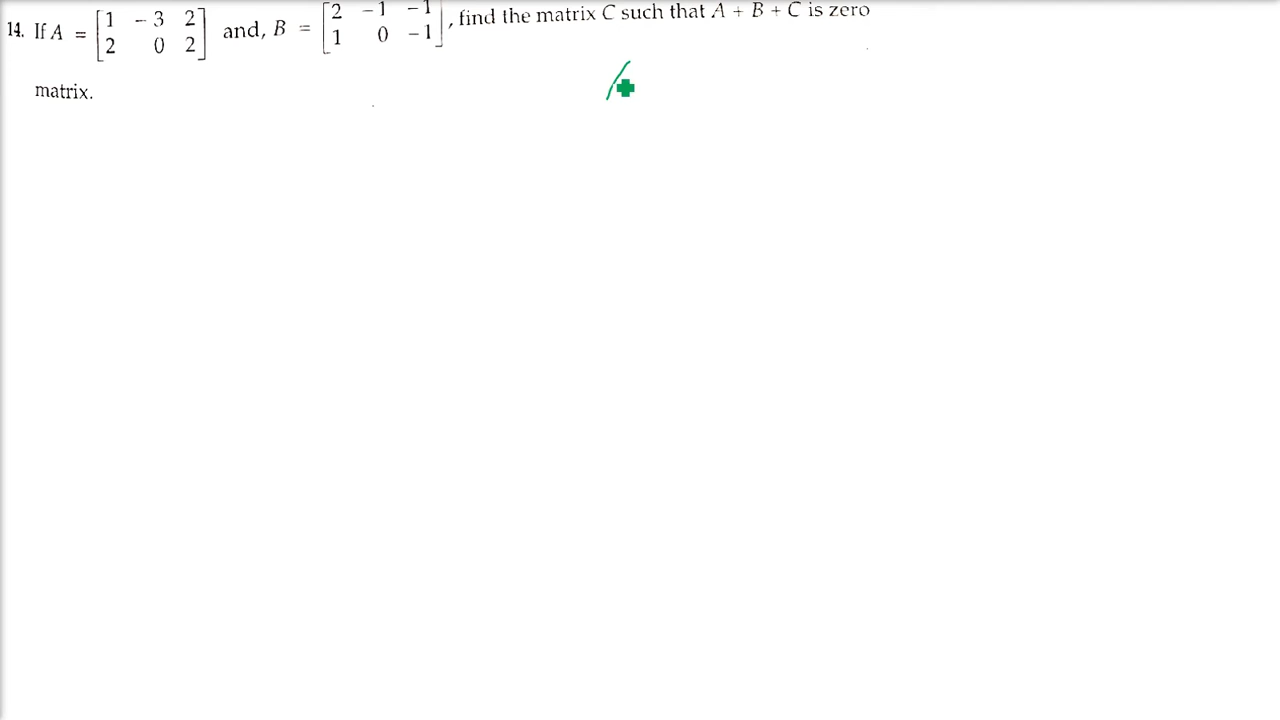 14. If A = [1 - 3 2 2 0 2] and, B = [2 - 1 - 1 1 0 - 1], find the matrix C such that A + B + C is zero
matrix.